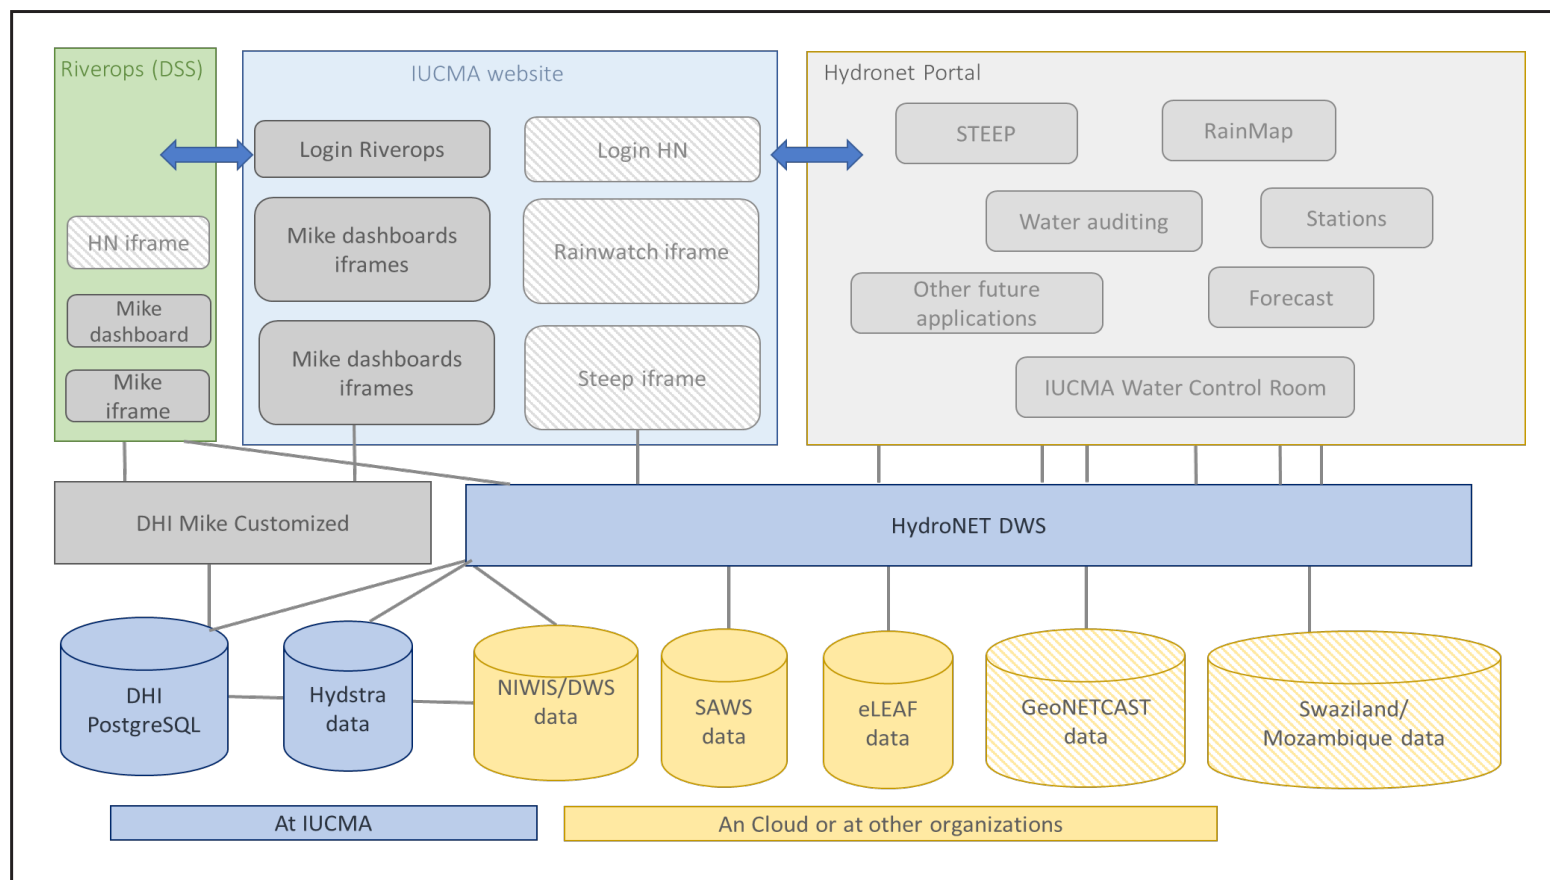 Riverops (DSS)
IUCMA website
Hydronet Portal
Login Riverops
Login HN
STEEP
RainMap
HN iframe
Mike dashboards
iframes
Rainwatch iframe
Water auditing
Stations
Mike
dashboard
Other future
applications
Forecast
Mike
iframe
Mike dashboards
iframes
Steep iframe
IUCMA Water Control Room
DHI Mike Customized
HydroNET DWS
DHI
PostgreSQL
Hydstra
data
NIWIS/DWS
data
SAWS
data
eLEAF
data
GeoNETCAST
data
Swaziland/
Mozambique data
At IUCMA
An Cloud or at other organizations